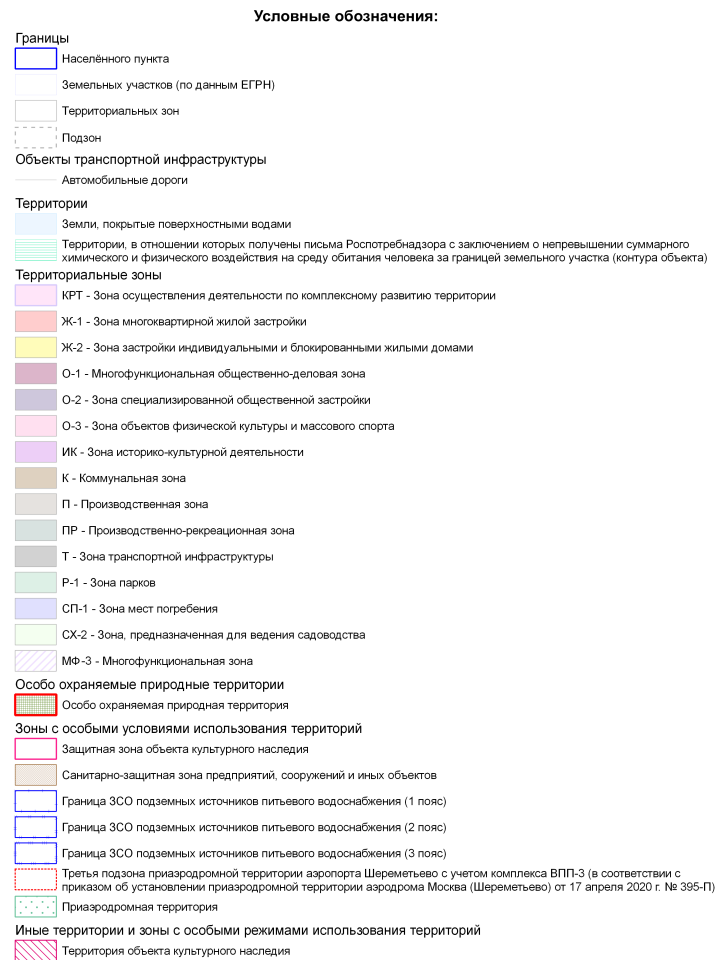 Условные обозначения:
Границы
Населённого пункта
Земельных участков (по данным ЕГРН)
Территориальных зон
Подзон
Объекты транспортной инфраструктуры
Автомобильные дороги
Территории
Земли, покрытые поверхностными водами
Территории, в отношении которых получены письма Роспотребнадзора с заключением о непревышении суммарного
химического и физического воздействия на среду обитания человека за границей земельного участка (контура объекта)
Территориальные зоны
КРТ - Зона осуществления деятельности по комплексному развитию территории
Ж-1 - Зона многоквартирной жилой застройки
Ж-2 - Зона застройки индивидуальными и блокированными жилыми домами
О-1 - Многофункциональная общественно-деловая зона
О-2 - Зона специализированной общественной застройки
О-3 - Зона объектов физической культуры и массового спорта
ИК - Зона историко-культурной деятельности
К - Коммунальная зона
П - Производственная зона
ПР - Производственно-рекреационная зона
Т - Зона транспортной инфраструктуры
Р-1 - Зона парков
СП-1 - Зона мест погребения
СХ-2 - Зона, предназначенная для ведения садоводства
МФ-3 - Многофункциональная зона
Особо охраняемые природные территории
Особо охраняемая природная территория
Зоны с особыми условиями использования территорий
Защитная зона объекта культурного наследия
Санитарно-защитная зона предприятий, сооружений и иных объектов
Граница ЗСО подземных источников питьевого водоснабжения (1 пояс)
Граница ЗСО подземных источников питьевого водоснабжения (2 пояс)
Граница ЗСО подземных источников питьевого водоснабжения (3 пояс)
Третья подзона приаэродромной территории аэропорта Шереметьево с учетом комплекса ВПП-3 (в соответствии с
приказом об установлении приаэродромной территории аэродрома Москва (Шереметьево) от 17 апреля 2020 г. № 395-П)
Приаэродромная территория
Иные территории и зоны с особыми режимами использования территорий
Территория объекта культурного наследия